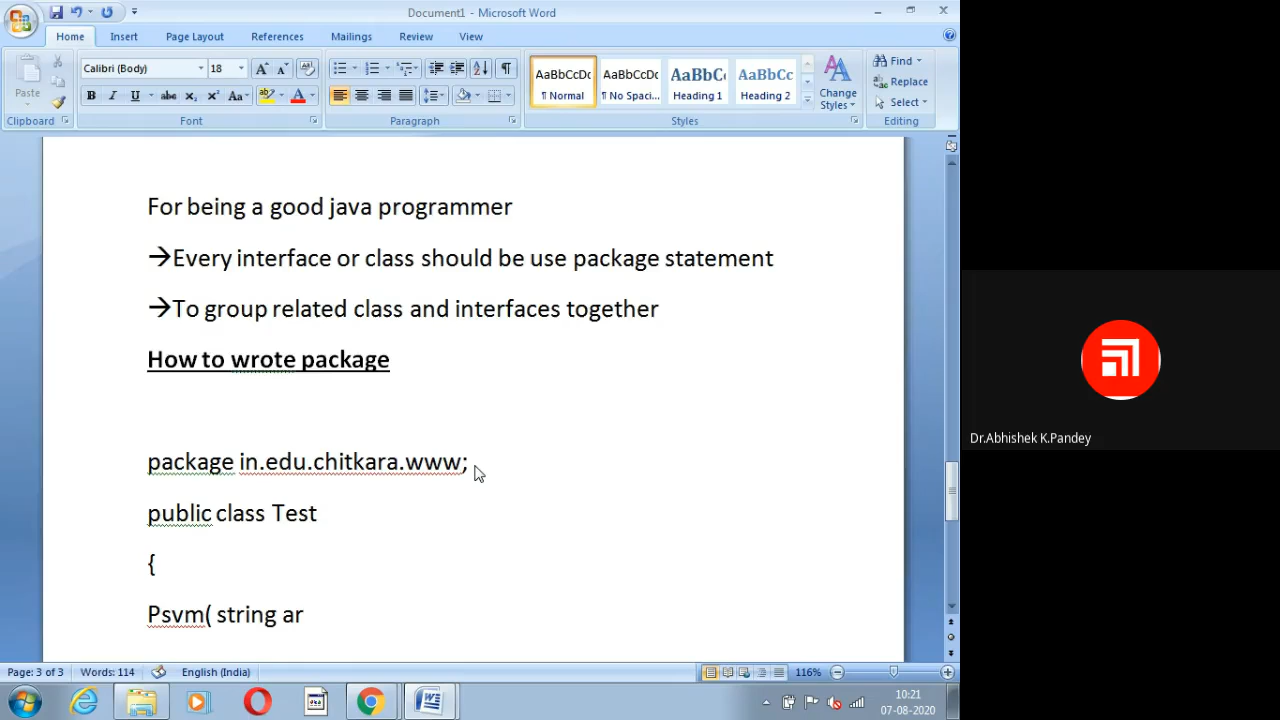 Document1 - Microsoft Word
Home Insert Page Layout References Mailings Review View
Paste
Calibri (Body) 18
AaBbCcDc AaBbCcDc AaBbC AaBbCc
¶ Normal ¶ No Spaci... Heading 1 Heading 2
Change Styles
Find
Replace
Select
Clipboard Font Paragraph Styles Editing
For being a good java programmer
→Every interface or class should be use package statement
→To group related class and interfaces together
How to wrote package
package in.edu.chitkara.www;
public class Test
{
Psvm( string ar
Dr.Abhishek K.Pandey
Page: 3 of 3 Words: 114 English (India) 116%
10:21
07-08-2020